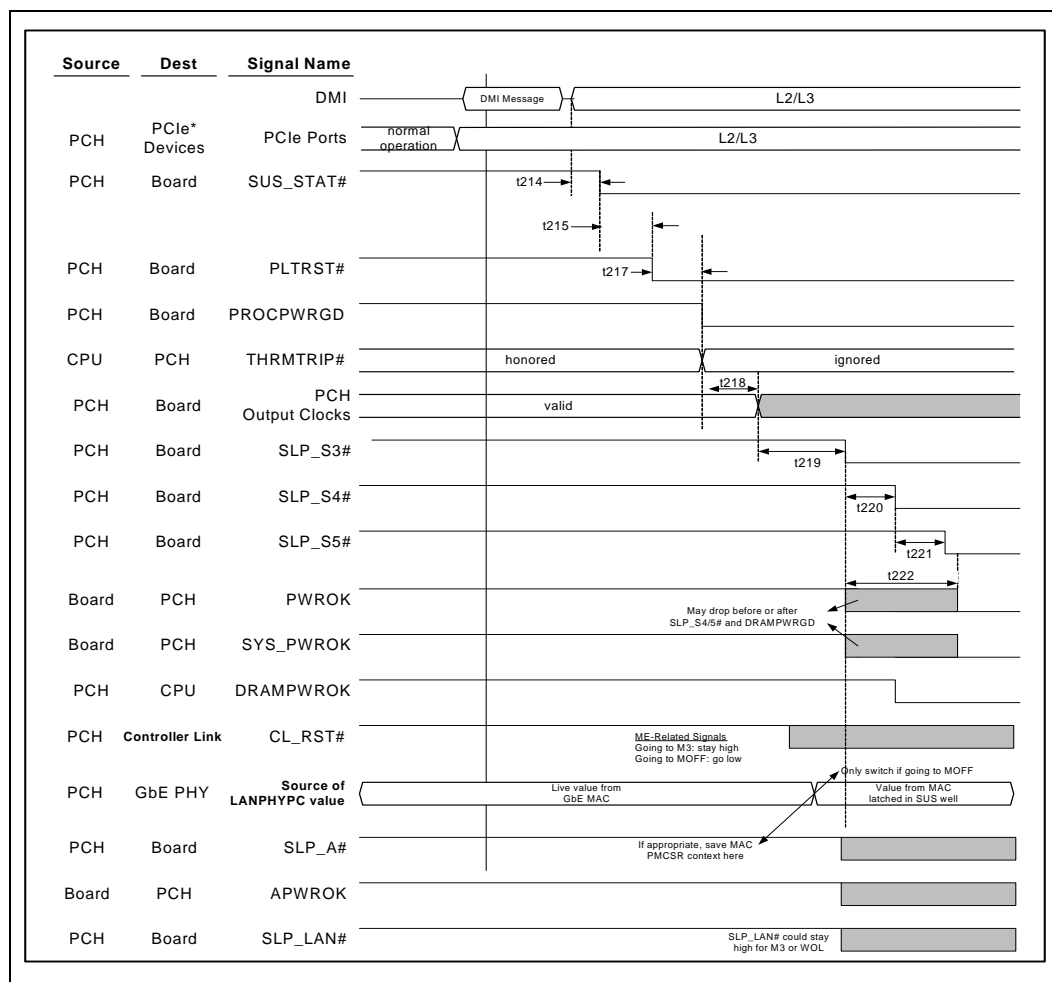 Source Dest Signal Name
DMI DMI Message L2/L3
PCH PCIe* Devices PCIe Ports normal operation L2/L3
PCH Board SUS_STAT#
t214
t215
PCH Board PLTRST#
t217
PCH Board PROCPWRGD
CPU PCH THRMTRIP# honored ignored
t218
PCH Board PCH Output Clocks valid
PCH Board SLP_S3#
t219
PCH Board SLP_S4#
t220
PCH Board SLP_S5#
t221
t222
Board PCH PWROK
May drop before or after
SLP_S4/5# and DRAMPWRGD
Board PCH SYS_PWROK
PCH CPU DRAMPWROK
PCH Controller Link CL_RST#
ME-Related Signals
Going to M3: stay high
Going to MOFF: go low
Only switch if going to MOFF
PCH GbE PHY Source of LANPHYPC value
Live value from
GbE MAC
Value from MAC
latched in SUS well
PCH Board SLP_A#
If appropriate, save MAC
PMCSR context here
Board PCH APWROK
PCH Board SLP_LAN#
SLP_LAN# could stay
high for M3 or WOL